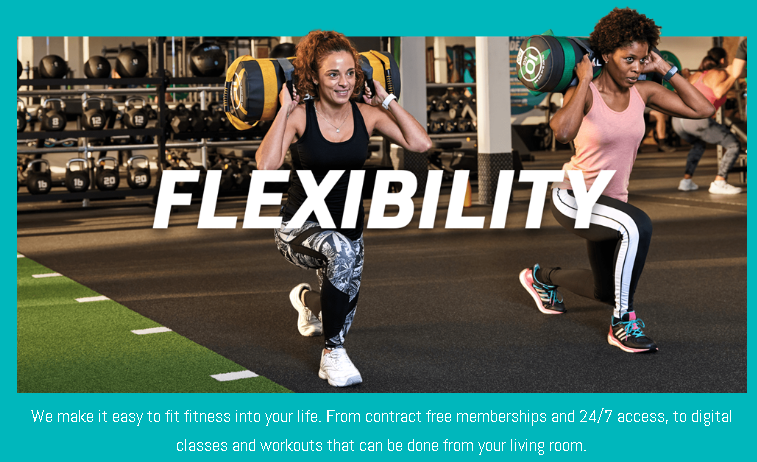 FLEXIBILITY
We make it easy to fit fitness into your life. From contract free memberships and 24/7 access, to digital
classes and workouts that can be done from your living room.